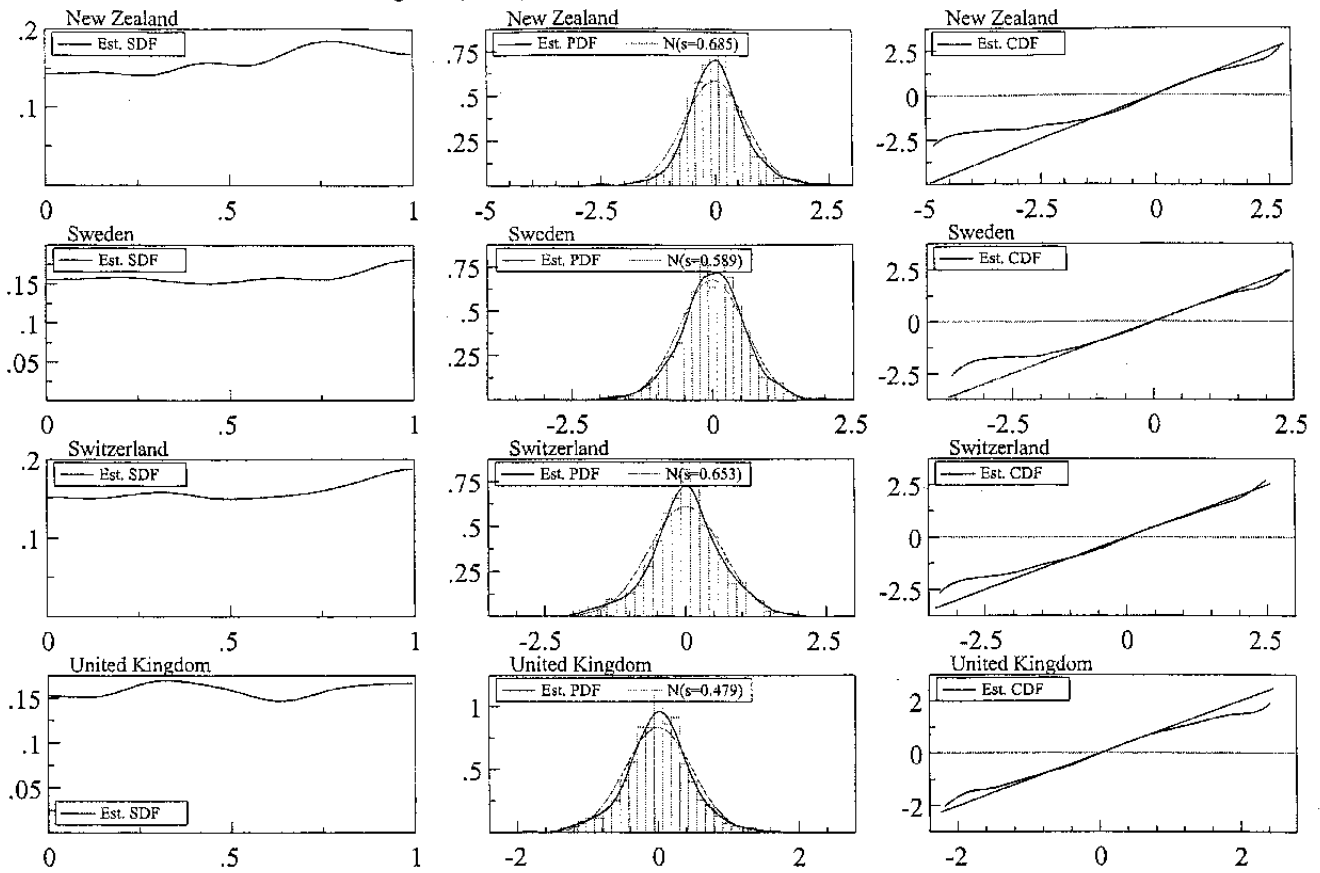 New Zealand New Zealand New Zealand
.2 Est. SDF .75 Est. PDF N(s=0.685) 2.5 Est. CDF
.5 0
.1
.25 -2.5
0 .5 1 -5 -2.5 0 2.5 -5 -2.5 0 2.5
Sweden Sweden Sweden
Est. SDF .75 Est. PDF N(s=0.589) 2.5 Est. CDF
.15
.1 .5 0
.05 .25 -2.5
0 .5 1 -2.5 0 2.5 -2.5 0 2.5
Switzerland Switzerland Switzerland
.2 Est. SDF .75 Est. PDF N(s=0.653) 2.5 Est. CDF
.1 .5 0
.25 -2.5
0 .5 1 -2.5 0 2.5 -2.5 0 2.5
United Kingdom United Kingdom United Kingdom
.15 1 Est. PDF N(s=0.479) 2 Est. CDF
.1 0
.05 .5
Est. SDF -2
0 .5 1 -2 0 2 -2 0 2